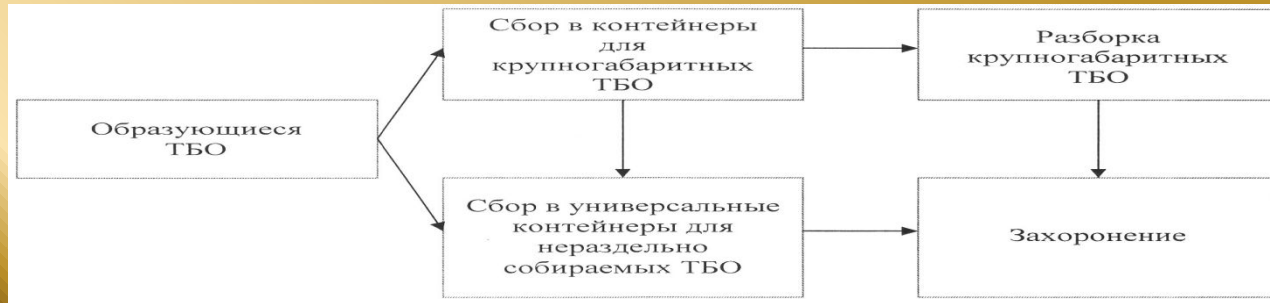 Сбор в контейнеры
для
крупногабаритных
ТБО
Разборка
крупногабаритных
ТБО
Образующиеся
ТБО
Сбор в универсальные
контейнеры для
нераздельно
собираемых ТБО
Захоронение